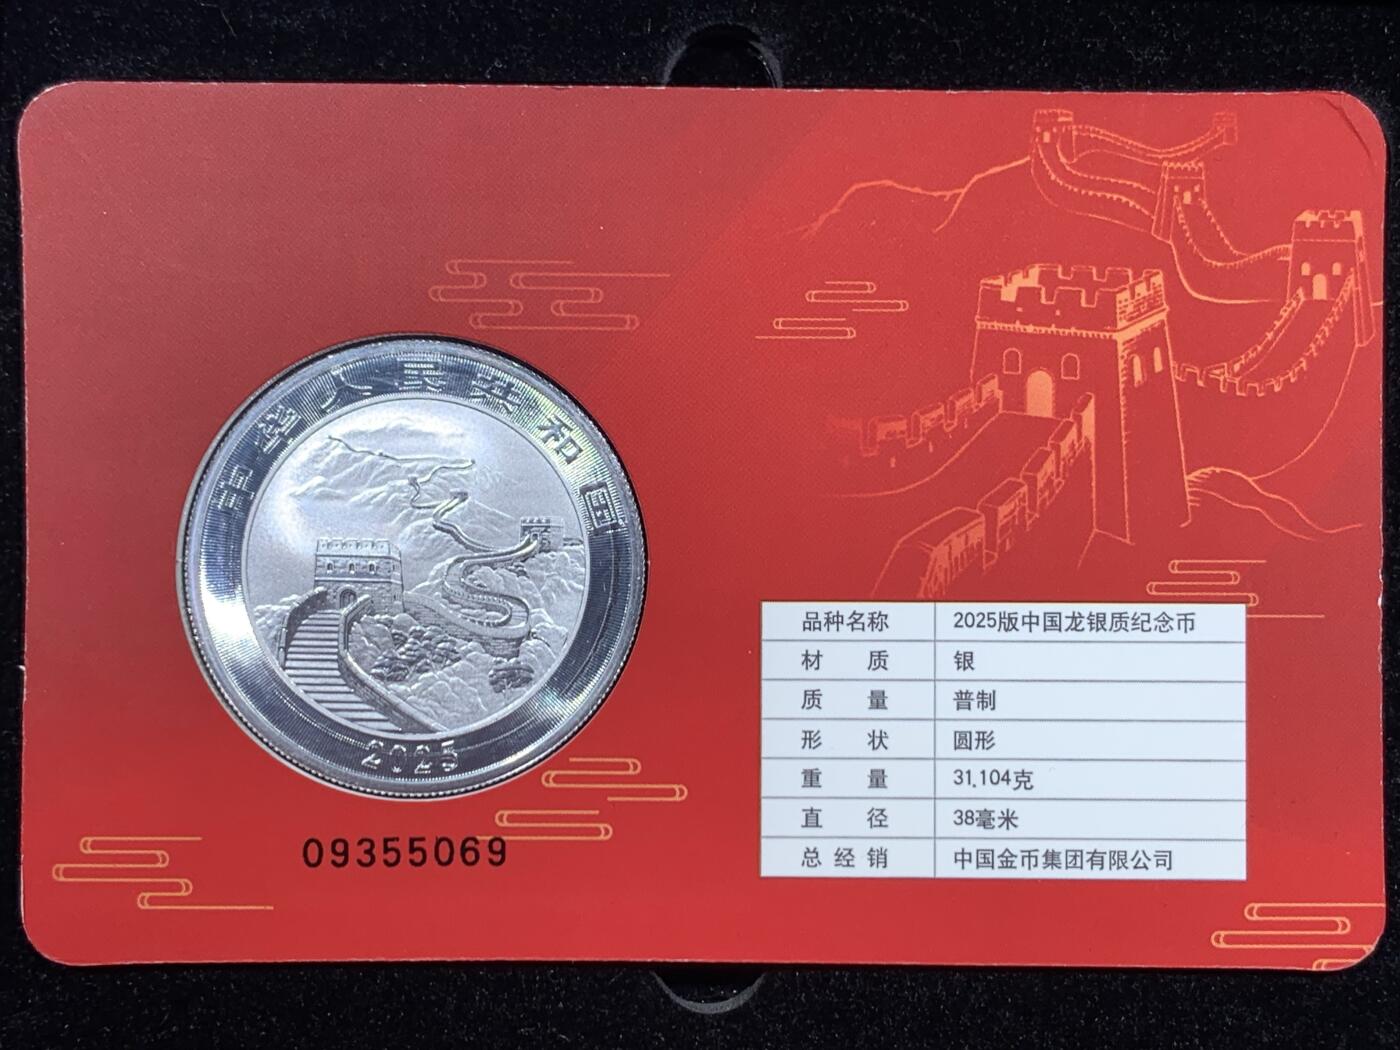 中华人民共和国
2025
09355069
品种名称 2025版中国龙银质纪念币
材 质 银
质 量 普制
形 状 圆形
重 量 31.104克
直 径 38毫米
总 经 销 中国金币集团有限公司